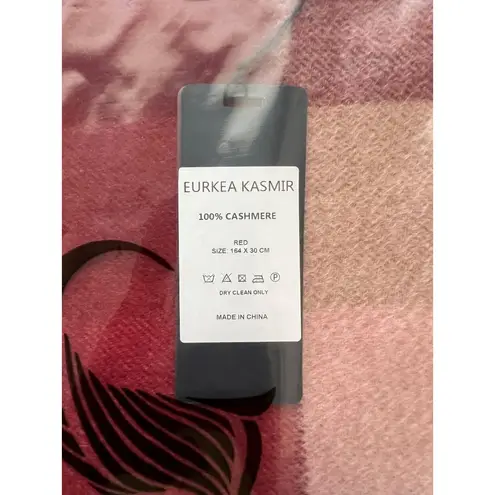 EURKEA KASMIR
100% CASHMERE
RED
SIZE: 164 X 30 CM
DRY CLEAN ONLY
MADE IN CHINA